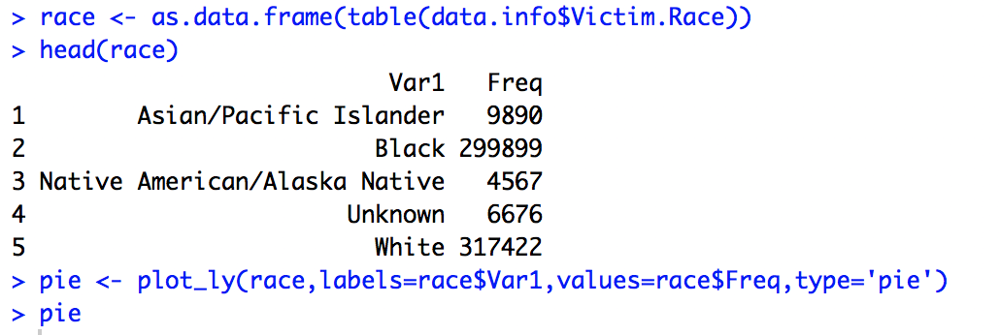 > race <- as.data.frame(table(data.info$Victim.Race))
> head(race)
                           Var1   Freq
1        Asian/Pacific Islander   9890
2                         Black 299899
3 Native American/Alaska Native   4567
4                       Unknown   6676
5                         White 317422
> pie <- plot_ly(race,labels=race$Var1,values=race$Freq,type='pie')
> pie